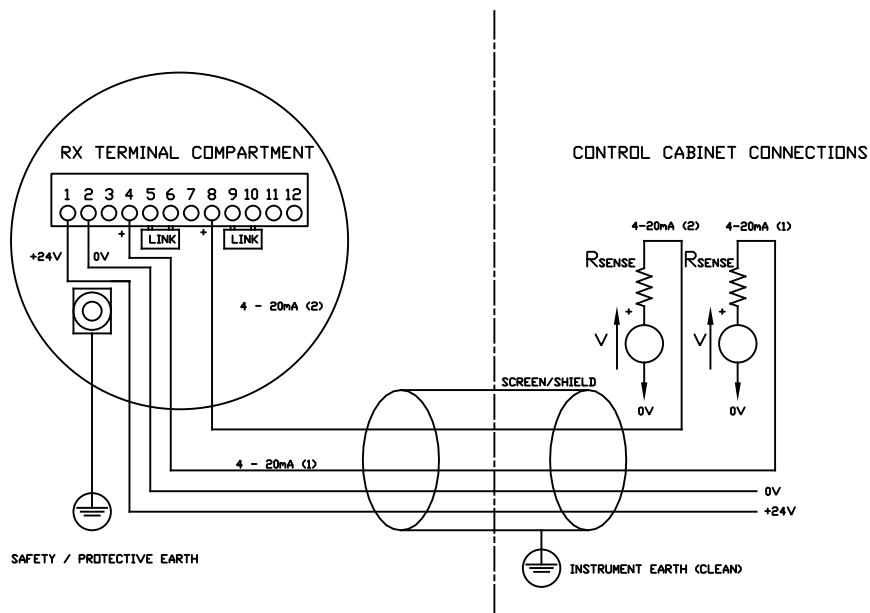 RX TERMINAL COMPARTMENT
CONTROL CABINET CONNECTIONS
1 2 3 4 5 6 7 8 9 10 11 12
+ LINK + LINK
+24V 0V
4-20mA (2) 4-20mA (1)
RSENSE RSENSE
+ +
4 - 20mA (2)
V V
0V 0V
SCREEN/SHIELD
4 - 20mA (1)
0V
+24V
SAFETY / PROTECTIVE EARTH
INSTRUMENT EARTH (CLEAN)